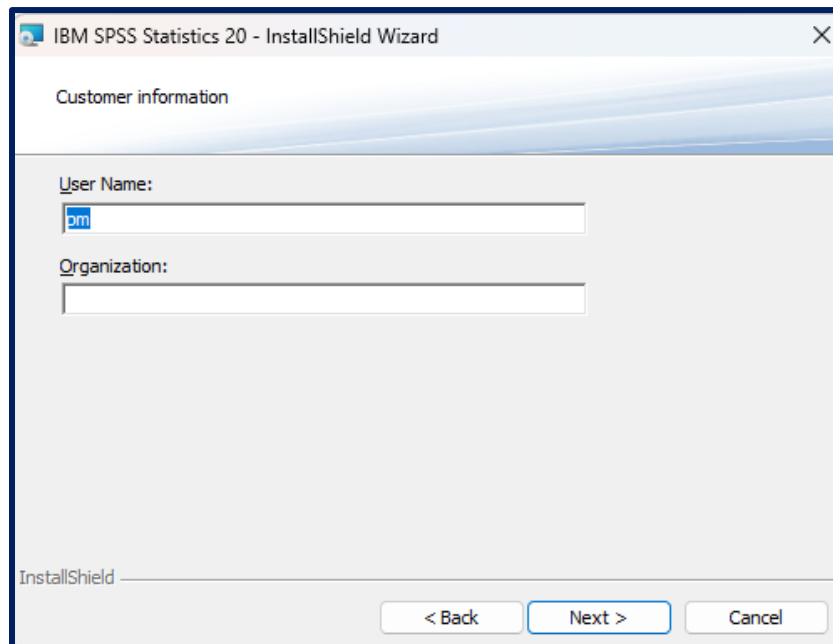 IBM SPSS Statistics 20 - InstallShield Wizard
Customer information
User Name:
pm
Organization:
InstallShield
< Back Next > Cancel